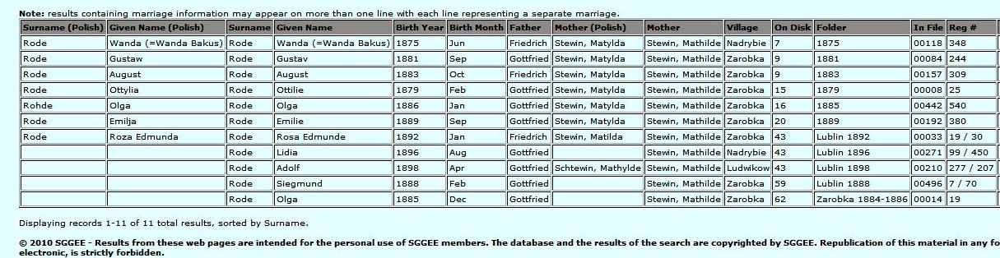 Note: results containing marriage information may appear on more than one line with each line representing a separate marriage.
Surname (Polish) Given Name (Polish) Surname Given Name Birth Year Birth Month Father Mother (Polish) Mother Village On Disk Folder In File Reg #
Rode Wanda (=Wanda Bakus) Rode Wanda (=Wanda Bakus) 1875 Jun Friedrich Stewin, Matylda Stewin, Mathilde Nadrybie 7 1875 00118 348
Rode Gustaw Rode Gustav 1881 Sep Gottfried Stewin, Matylda Stewin, Mathilde Zarobka 9 1881 00084 244
Rode August Rode August 1883 Oct Friedrich Stewin, Matylda Stewin, Mathilde Zarobka 9 1883 00157 309
Rode Ottylia Rode Ottilie 1879 Feb Gottfried Stewin, Matylda Stewin, Mathilde Zarobka 15 1879 00008 25
Rohde Olga Rode Olga 1886 Jan Gottfried Stewin, Matylda Stewin, Mathilde Zarobka 16 1885 00442 540
Rode Emilja Rode Emilie 1889 Sep Gottfried Stewin, Matylda Stewin, Mathilde Zarobka 20 1889 00192 380
Rode Roza Edmunda Rode Rosa Edmunde 1892 Jan Friedrich Stewin, Matilda Stewin, Mathilde Zarobka 43 Lublin 1892 00033 19 / 30
Rode Lidia 1896 Aug Gottfried Stewin, Mathilde Nadrybie 43 Lublin 1896 00271 99 / 450
Rode Adolf 1898 Apr Gottfried Schtewin, Mathylde Stewin, Mathilde Ludwikow 43 Lublin 1898 00210 277 / 207
Rode Siegmund 1888 Feb Gottfried Stewin, Mathilde Zarobka 59 Lublin 1888 00496 7 / 70
Rode Olga 1885 Dec Gottfried Stewin, Mathilde Zarobka 62 Zarobka 1884-1886 00014 19
Displaying records 1-11 of 11 total results, sorted by Surname.
© 2010 SGGEE - Results from these web pages are intended for the personal use of SGGEE members. The database and the results of the search are copyrighted by SGGEE. Republication of this material in any fo
electronic, is strictly forbidden.